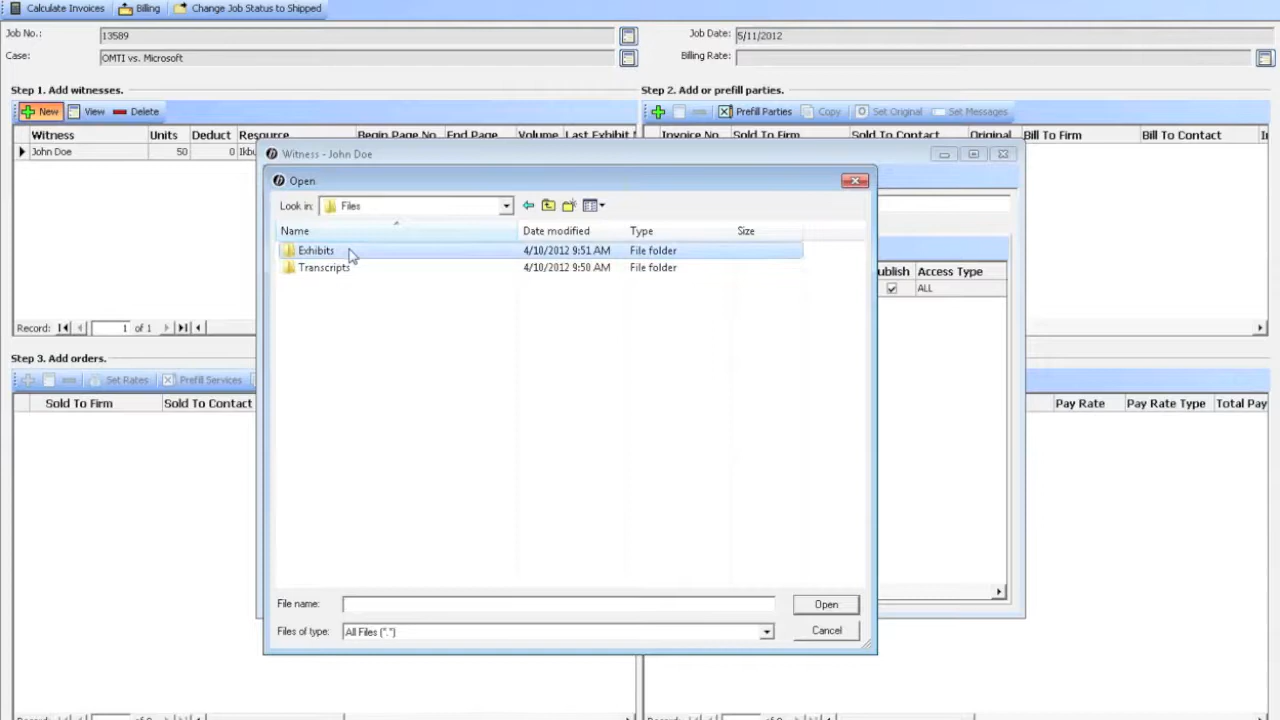 Calculate Invoices Billing Change Job Status to Shipped
Job No.: 13589 Job Date: 5/11/2012
Case: OMTI vs. Microsoft Billing Rate:
Step 1. Add witnesses. Step 2. Add or prefill parties.
New View Delete Prefill Parties Copy Set Original Set Messages
Witness Units Deduct Resource Begin Page No. End Page Volume Last Exhibit Invoice No. Sold To Firm Sold To Contact Original Bill To Firm Bill To Contact
John Doe 50 0
Witness - John Doe
Open
Look in: Files
Name Date modified Type Size
Exhibits 4/10/2012 9:51 AM File folder
Transcripts 4/10/2012 9:50 AM File folder
ublish Access Type
ALL
Record: 1 of 1
Step 3. Add orders.
Set Rates Prefill Services
Sold To Firm Sold To Contact Pay Rate Pay Rate Type Total Pay
File name: Open
Files of type: All Files (*.*) Cancel